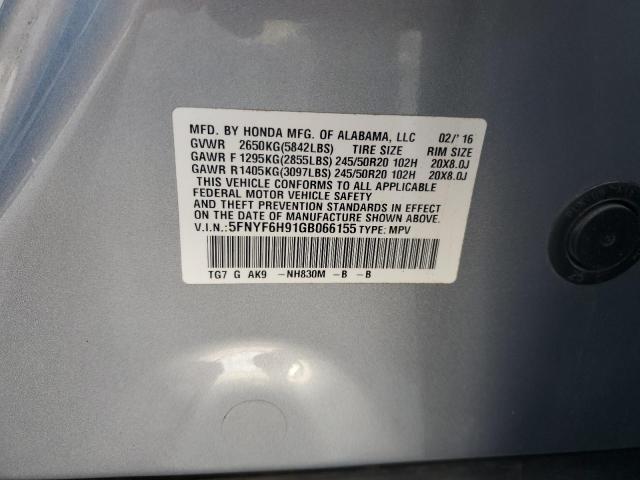 MFD. BY HONDA MFG. OF ALABAMA, LLC 02/'16
GVWR 2650KG(5842LBS) TIRE SIZE RIM SIZE
GAWR F 1295KG(2855LBS) 245/50R20 102H 20X8.0J
GAWR R 1405KG(3097LBS) 245/50R20 102H 20X8.0J
THIS VEHICLE CONFORMS TO ALL APPLICABLE
FEDERAL MOTOR VEHICLE SAFETY
AND THEFT PREVENTION STANDARDS IN EFFECT
ON THE DATE OF MANUFACTURE SHOWN ABOVE.
V.I.N.: 5FNYF6H91GB066155 TYPE: MPV
TG7 G AK9 -NH830M -B -B